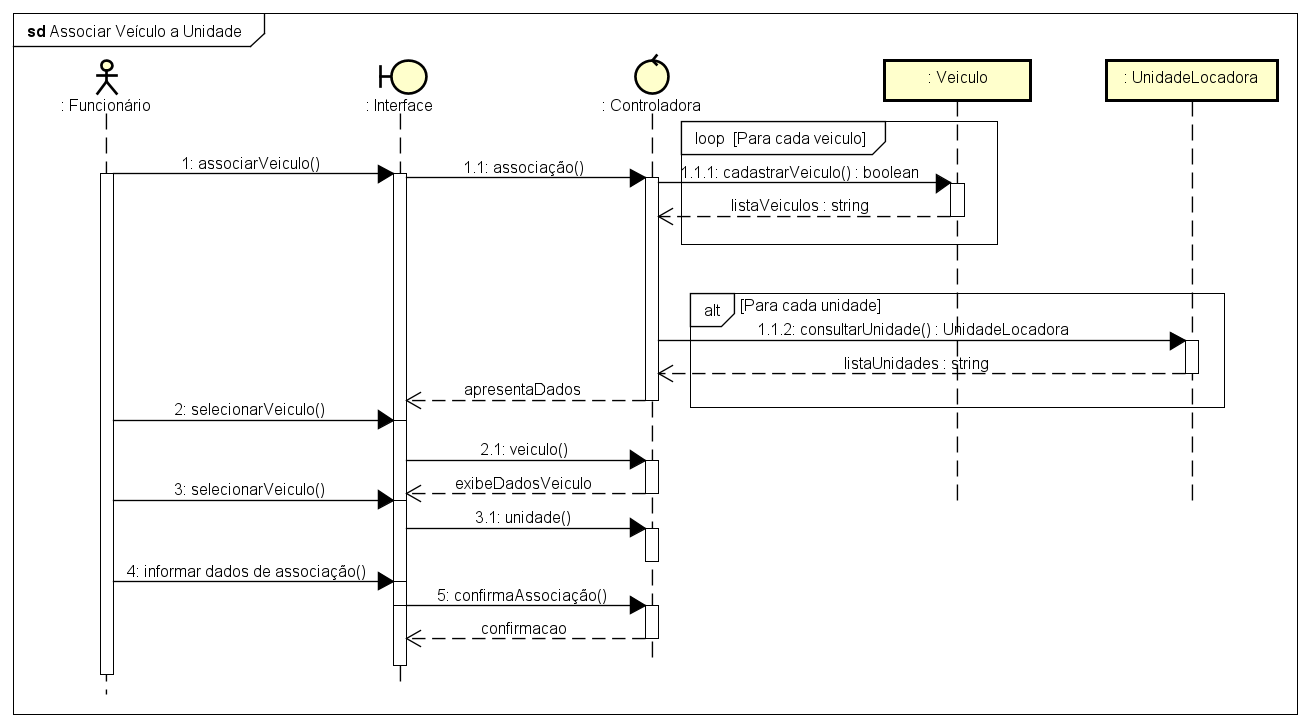 sd Associar Veículo a Unidade
: Funcionário
: Interface
: Controladora
: Veiculo
: UnidadeLocadora
loop [Para cada veiculo]
1: associarVeiculo()
1.1: associação()
1.1.1: cadastrarVeiculo() : boolean
listaVeiculos : string
alt [Para cada unidade]
1.1.2: consultarUnidade() : UnidadeLocadora
listaUnidades : string
apresentaDados
2: selecionarVeiculo()
2.1: veiculo()
exibeDadosVeiculo
3: selecionarVeiculo()
3.1: unidade()
4: informar dados de associação()
5: confirmaAssociação()
confirmacao